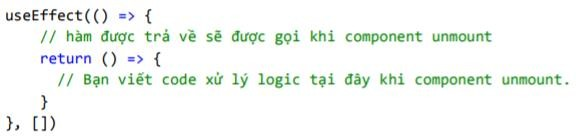 useEffect(() => {
    // hàm được trả về sẽ được gọi khi component unmount
    return () => {
      // Bạn viết code xử lý logic tại đây khi component unmount.
    }
}, [])